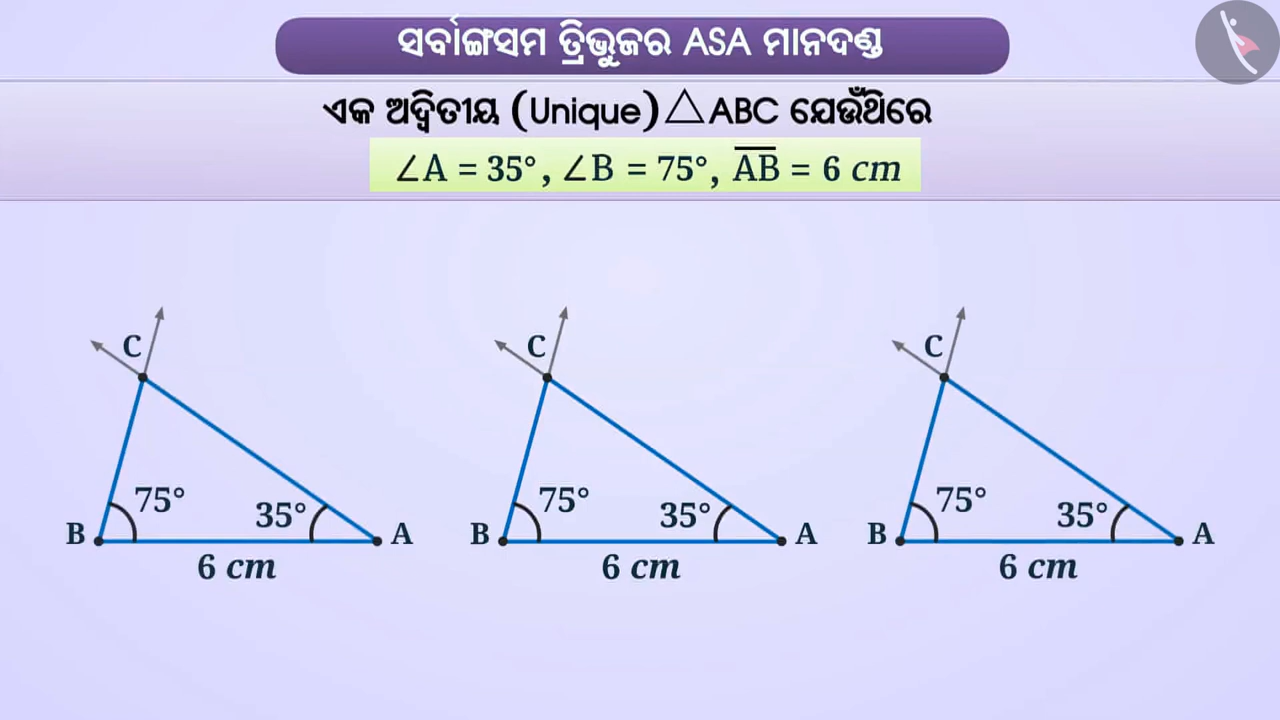 ସର୍ବାଙ୍ଗସମ ତ୍ରିଭୁଜର ASA ମାନଦଣ୍ଡ
ଏକ ଅଦ୍ୱିତୀୟ (Unique) △ABC ଯେଉଁଥିରେ
∠A = 35°, ∠B = 75°, A̅B̅ = 6 cm
C
75°
35°
B
A
6 cm
C
75°
35°
B
A
6 cm
C
75°
35°
B
A
6 cm